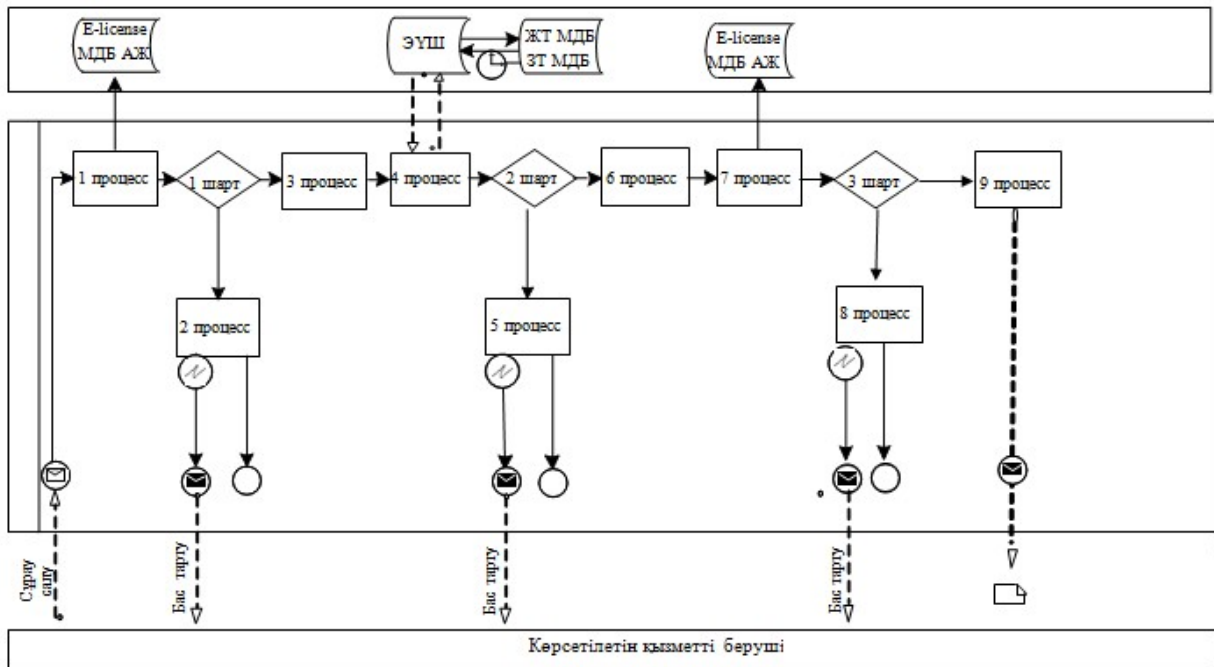 E-license
МДБ АЖ
ЭҮШ
ЖТ МДБ
ЗТ МДБ
E-license
МДБ АЖ
1 процесс
1 шарт
3 процесс
4 процесс
2 шарт
6 процесс
7 процесс
3 шарт
9 процесс
2 процесс
5 процесс
8 процесс
Сұрау
салу
Бас тарту
Бас тарту
Бас тарту
Көрсетілетін қызметті беруші